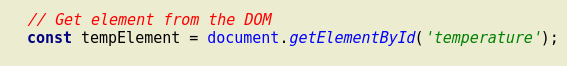 // Get element from the DOM
const tempElement = document.getElementById('temperature');